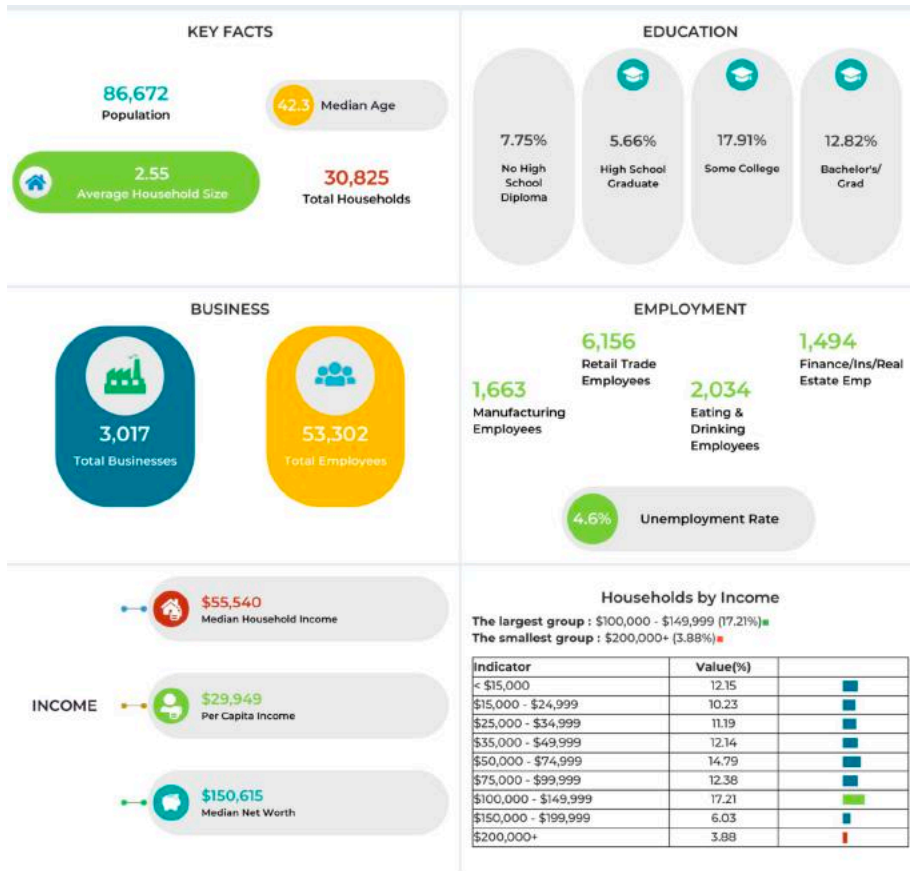 KEY FACTS
86,672
Population
42.3 Median Age
2.55
Average Household Size
30,825
Total Households
EDUCATION
7.75%
No High
School
Diploma
5.66%
High School
Graduate
17.91%
Some College
12.82%
Bachelor's/
Grad
BUSINESS
3,017
Total Businesses
53,302
Total Employees
EMPLOYMENT
1,663
Manufacturing
Employees
6,156
Retail Trade
Employees
2,034
Eating &
Drinking
Employees
1,494
Finance/Ins/Real
Estate Emp
4.6% Unemployment Rate
INCOME
$55,540
Median Household Income
$29,949
Per Capita Income
$150,615
Median Net Worth
Households by Income
The largest group : $100,000 - $149,999 (17.21%)
The smallest group : $200,000+ (3.88%)
Indicator Value(%)
< $15,000 12.15
$15,000 - $24,999 10.23
$25,000 - $34,999 11.19
$35,000 - $49,999 12.14
$50,000 - $74,999 14.79
$75,000 - $99,999 12.38
$100,000 - $149,999 17.21
$150,000 - $199,999 6.03
$200,000+ 3.88